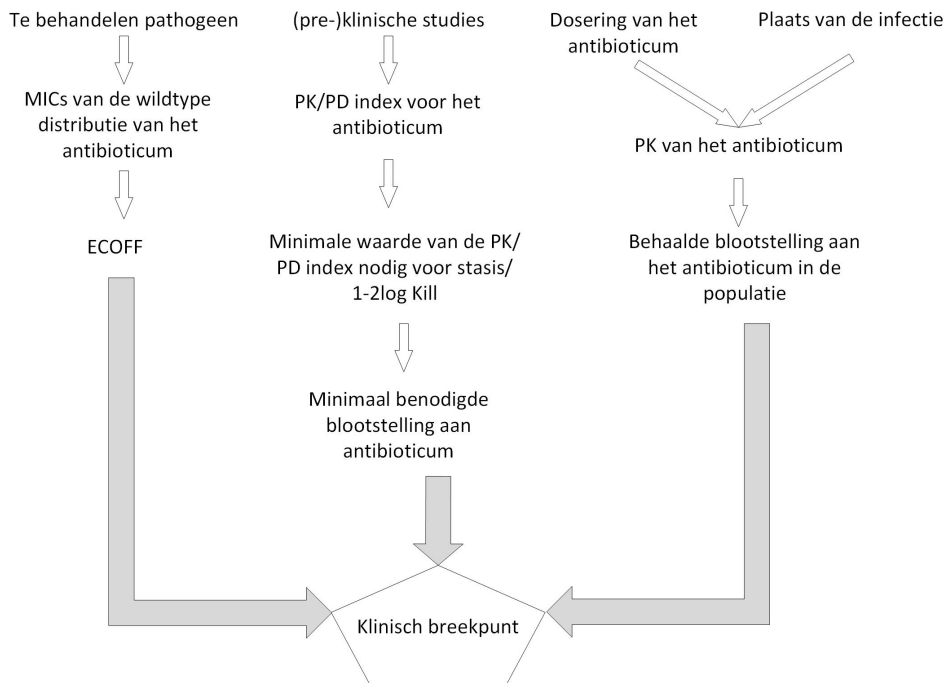 Te behandelen pathogeen
MICs van de wildtype
distributie van het
antibioticum
ECOFF
(pre-)klinische studies
PK/PD index voor het
antibioticum
Minimale waarde van de PK/
PD index nodig voor stasis/
1-2log Kill
Minimaal benodigde
blootstelling aan
antibioticum
Dosering van het
antibioticum
Plaats van de infectie
PK van het antibioticum
Behaalde blootstelling aan
het antibioticum in de
populatie
Klinisch breekpunt